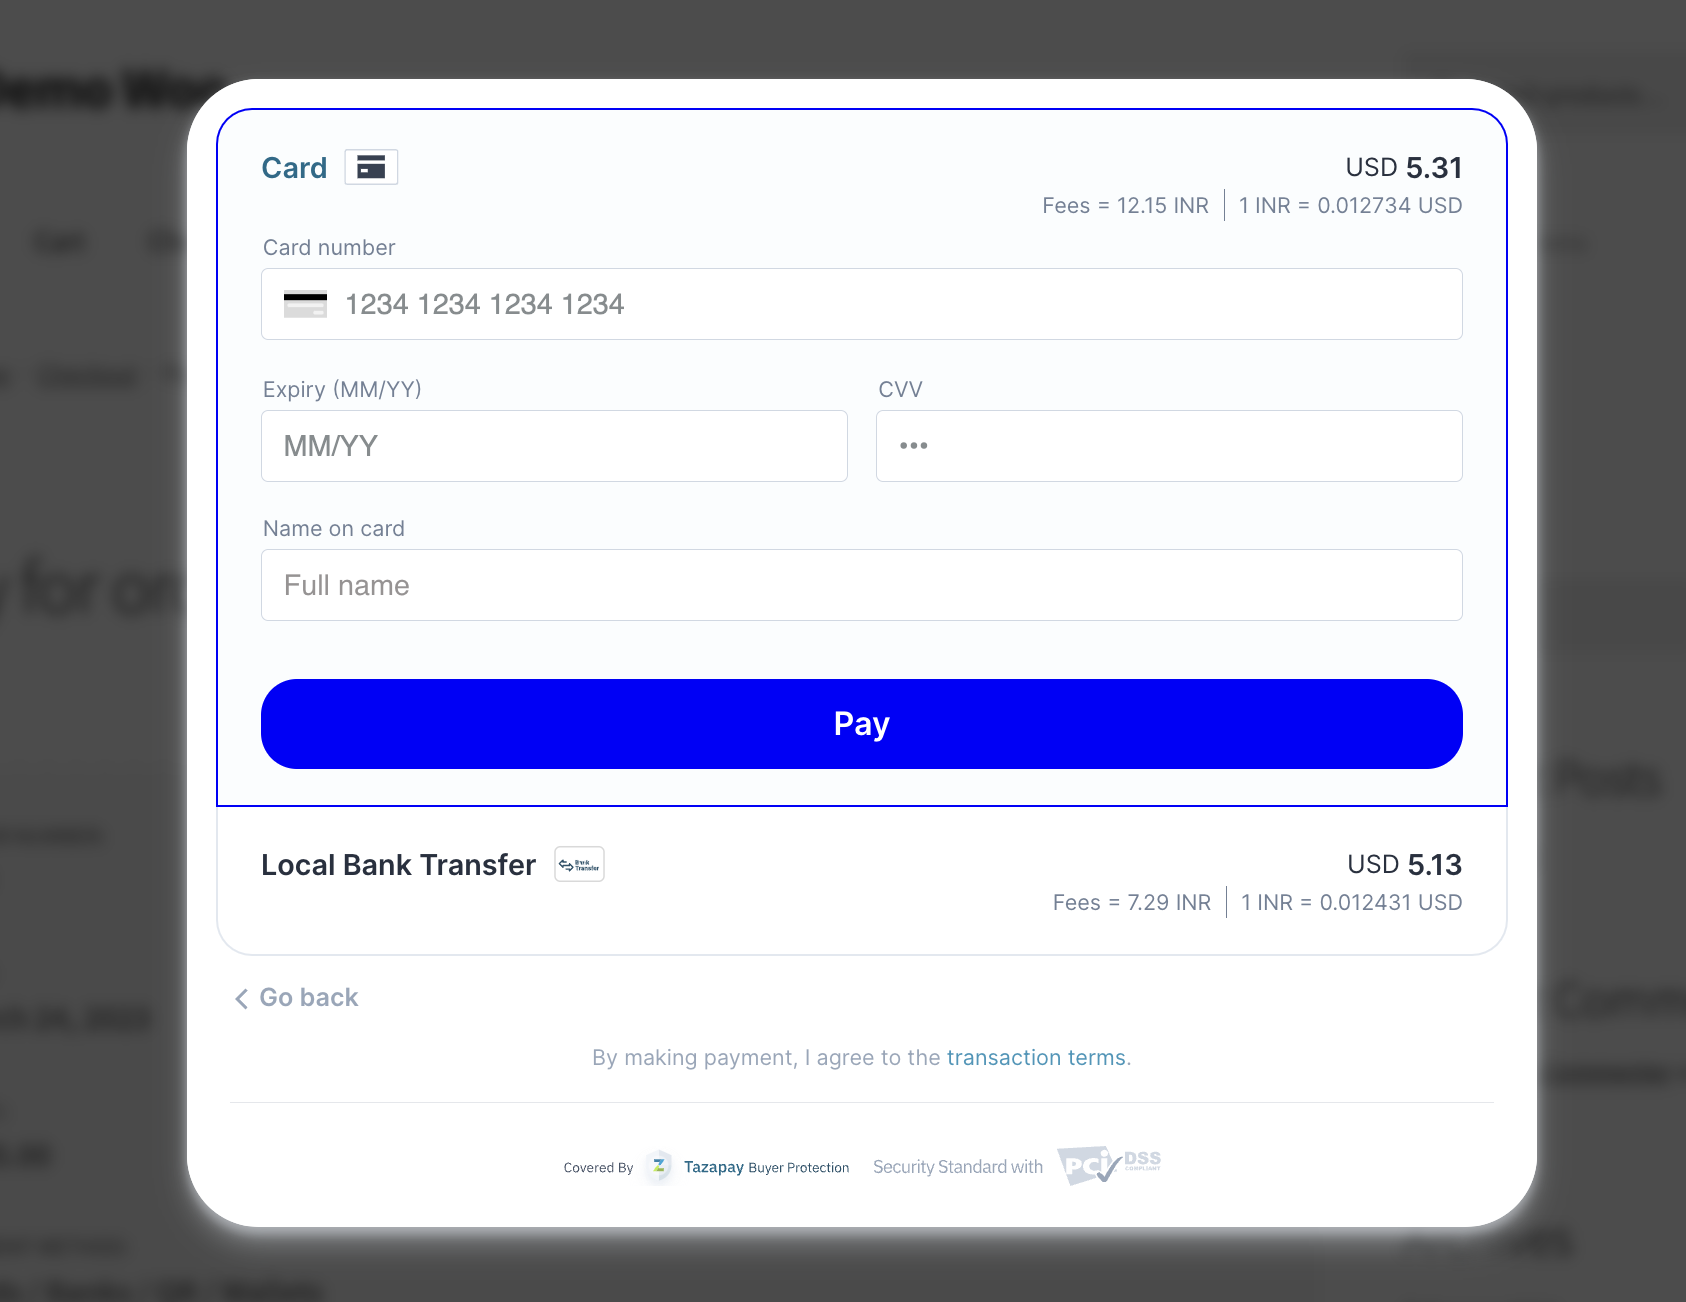 Demo Woo
Card
USD 5.31
Fees = 12.15 INR | 1 INR = 0.012734 USD
Card number
1234 1234 1234 1234
Expiry (MM/YY)
CVV
MM/YY
•••
Name on card
Full name
Pay
Local Bank Transfer
Bank Transfer
USD 5.13
Fees = 7.29 INR | 1 INR = 0.012431 USD
Posts
Go back
By making payment, I agree to the transaction terms.
Covered By Tazapay Buyer Protection Security Standard with PCI DSS COMPLIANT